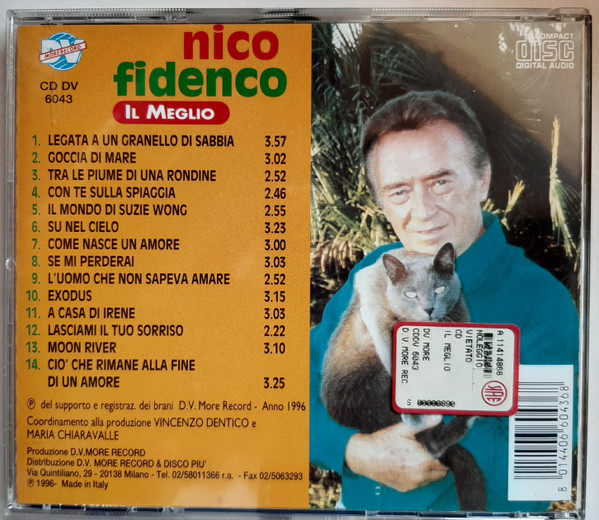 DV
MORERECORD
CD DV
6043
nico
fidenco
IL MEGLIO
COMPACT
DISC
DIGITAL AUDIO
1. LEGATA A UN GRANELLO DI SABBIA 3.57
2. GOCCIA DI MARE 3.02
3. TRA LE PIUME DI UNA RONDINE 2.52
4. CON TE SULLA SPIAGGIA 2.46
5. IL MONDO DI SUZIE WONG 2.55
6. SU NEL CIELO 3.23
7. COME NASCE UN AMORE 3.00
8. SE MI PERDERAI 3.03
9. L'UOMO CHE NON SAPEVA AMARE 2.52
10. EXODUS 3.15
11. A CASA DI IRENE 3.03
12. LASCIAMI IL TUO SORRISO 2.22
13. MOON RIVER 3.10
14. CIO' CHE RIMANE ALLA FINE
DI UN AMORE 3.25
℗ del supporto e registraz. dei brani D.V. More Record - Anno 1996
Coordinamento alla produzione VINCENZO DENTICO e
MARIA CHIARAVALLE
Produzione D.V.MORE RECORD
Distribuzione D.V. MORE RECORD & DISCO PIU'
Via Quintiliano, 29 - 20138 Milano - Tel. 02/58011366 r.a. - Fax 02/5063293
℗ 1996- Made in Italy
A 11414868
NOLEGGIO
VIETATO
CD
IL MEGLIO
DV MORE
CDDV 6043
D.V. MORE REC
SIAE